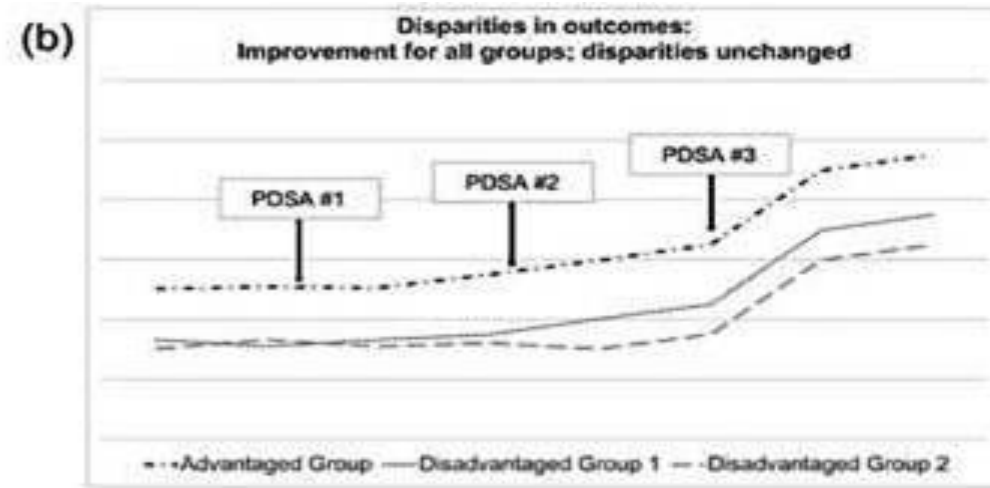 (b)
Disparities in outcomes:
Improvement for all groups; disparities unchanged
PDSA #1
PDSA #2
PDSA #3
Advantaged Group
Disadvantaged Group 1
Disadvantaged Group 2